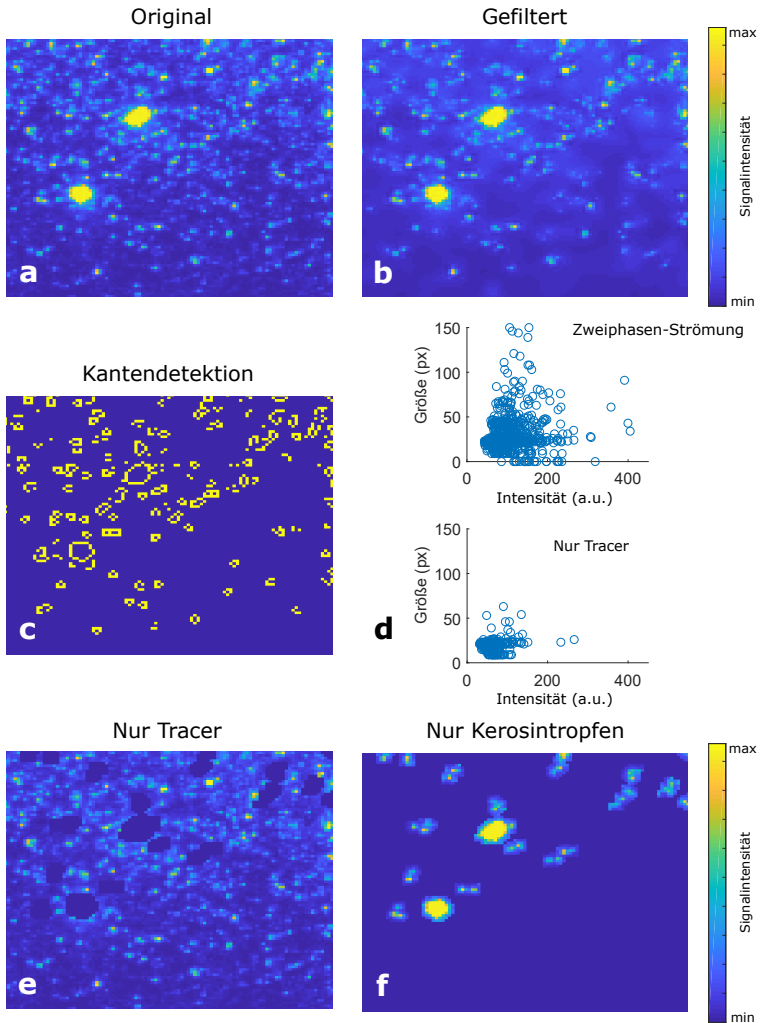 Original
Gefiltert
max
Signalintensität
min
a
b
Kantendetektion
c
d
150
100
50
0
Größe (px)
Zweiphasen-Strömung
0
200
400
Intensität (a.u.)
150
100
50
0
Größe (px)
Nur Tracer
0
200
400
Intensität (a.u.)
Nur Tracer
Nur Kerosintropfen
max
Signalintensität
min
e
f